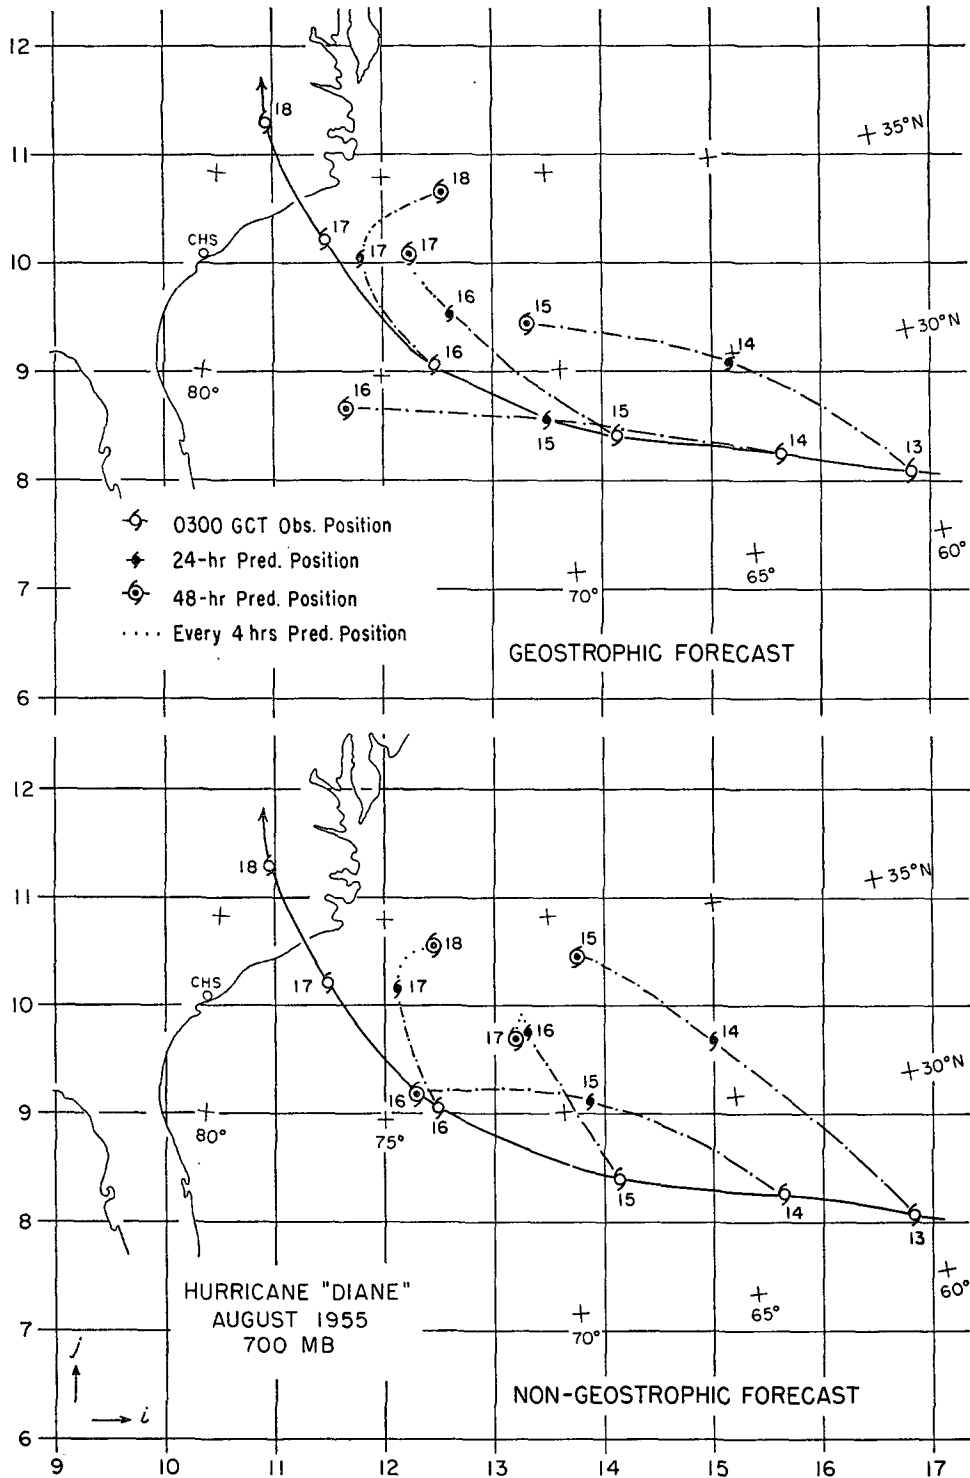 12
18
35°N
11
18
17
CHS
17
17
10
16
15
30°N
14
16
9
80°
16
15
15
14
13
8
0300 GCT Obs. Position
24-hr Pred. Position
60°
65°
7
48-hr Pred. Position
70°
.... Every 4 hrs Pred. Position
GEOSTROPHIC FORECAST
6
12
18
35°N
11
18
15
17
CHS
17
10
14
17
16
30°N
15
16
9
80°
75°
16
15
14
8
13
HURRICANE "DIANE"
60°
AUGUST 1955
65°
700 MB
70°
7
j
NON-GEOSTROPHIC FORECAST
i
6
9 10 11 12 13 14 15 16 17